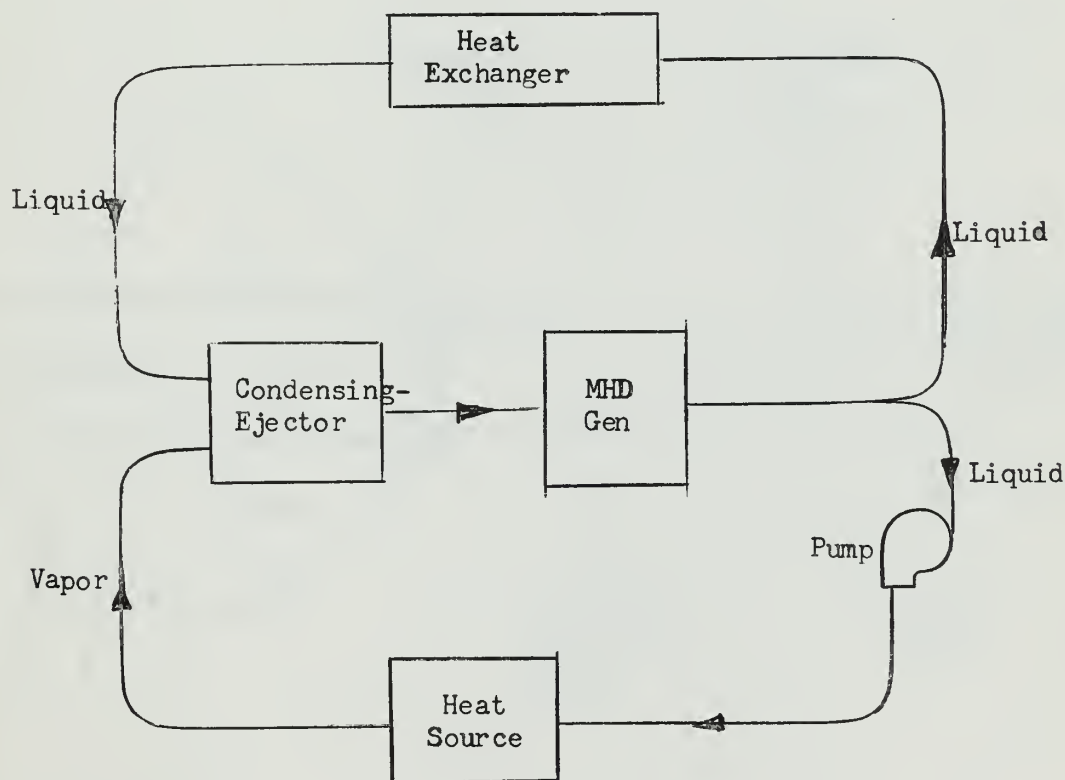 Heat
Exchanger
Liquid
Liquid
Condensing-
Ejector
MHD
Gen
Liquid
Pump
Vapor
Heat
Source